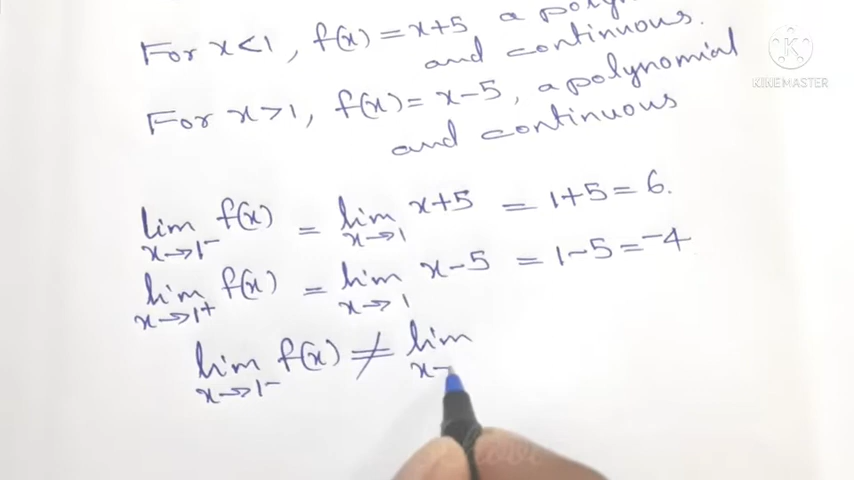 For x<1, f(x) = x+5 a
and continuous.
For x>1, f(x) = x-5, a polynomial
and continuous
lim x→1⁻ f(x) = lim x→1 x+5 = 1+5 = 6.
lim x→1⁺ f(x) = lim x→1 x-5 = 1-5 = -4
lim x→1⁻ f(x) ≠ lim x-
KINEMASTER